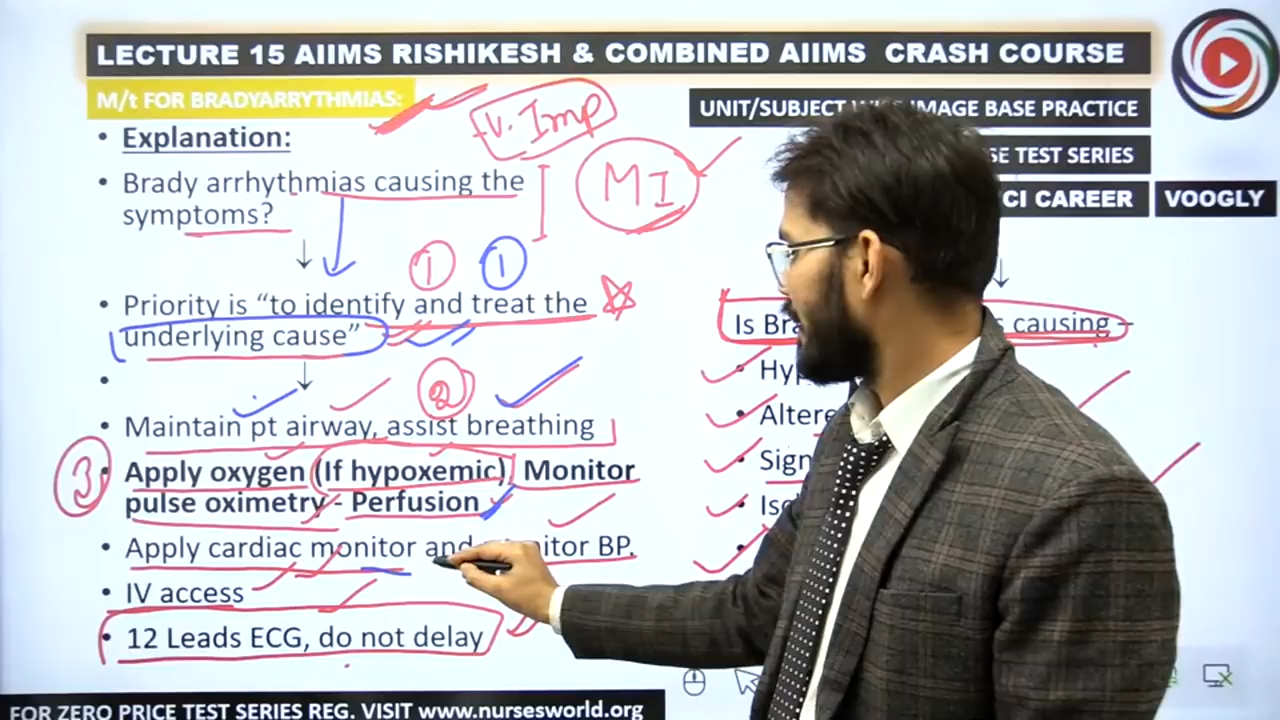 LECTURE 15 AIIMS RISHIKESH & COMBINED AIIMS CRASH COURSE
M/t FOR BRADYARRYTHMIAS:
UNIT/SUBJECT IMAGE BASE PRACTICE
TEST SERIES
CAREER
VOOGLY
v. Imp
MI
• Explanation:
• Brady arrhythmias causing the
symptoms?
↓
1 1
• Priority is “to identify and treat the
underlying cause”
•
↓
2
• Maintain pt airway, assist breathing
3
• Apply oxygen (If hypoxemic) Monitor
pulse oximetry - Perfusion
• Apply cardiac monitor and BP.
• IV access
• 12 Leads ECG, do not delay
↓
Is causing –
FOR ZERO PRICE TEST SERIES REG. VISIT www.nursesworld.org